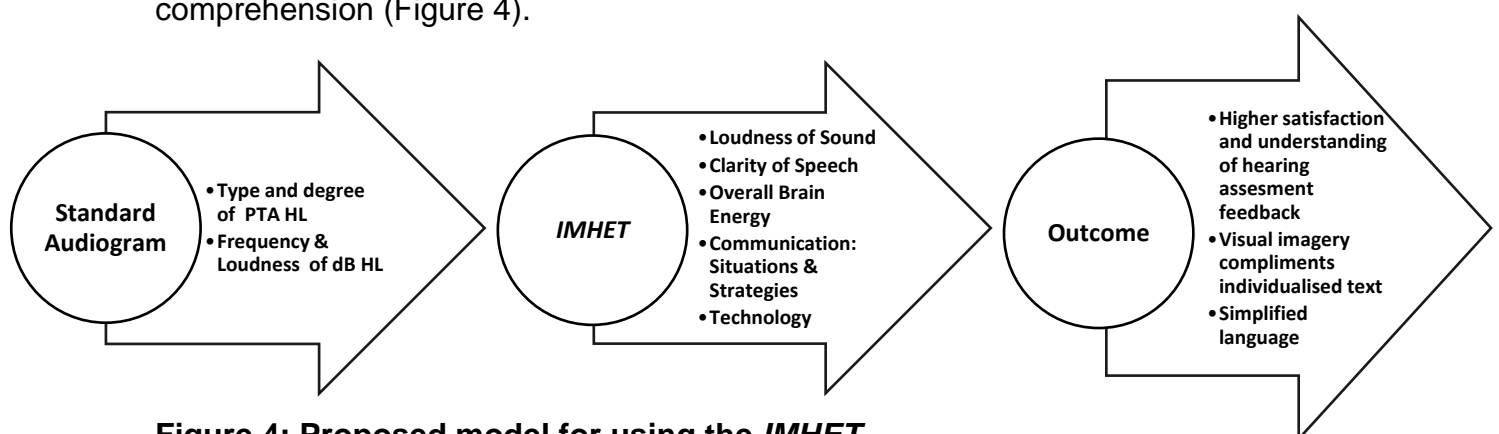 comprehension (Figure 4).
Standard
Audiogram
•Type and degree
of PTA HL
•Frequency &
Loudness of dB HL
IMHET
•Loudness of Sound
•Clarity of Speech
•Overall Brain
Energy
•Communication:
Situations &
Strategies
•Technology
Outcome
•Higher satisfaction
and understanding
of hearing
assesment
feedback
•Visual imagery
compliments
individualised text
•Simplified
language
Figure 4: Proposed model for using the IMHET